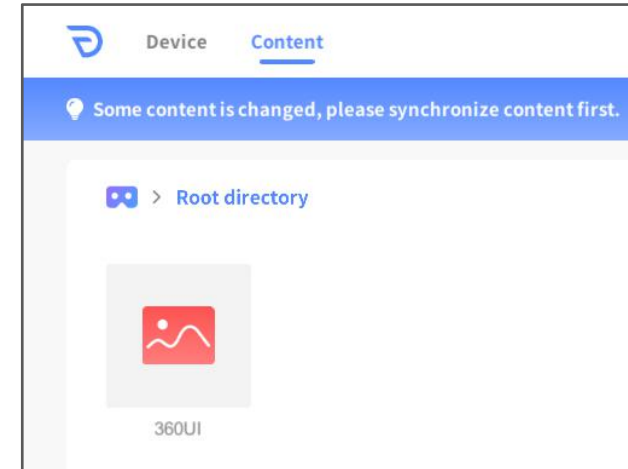 Device Content
Some content is changed, please synchronize content first.
> Root directory
360UI